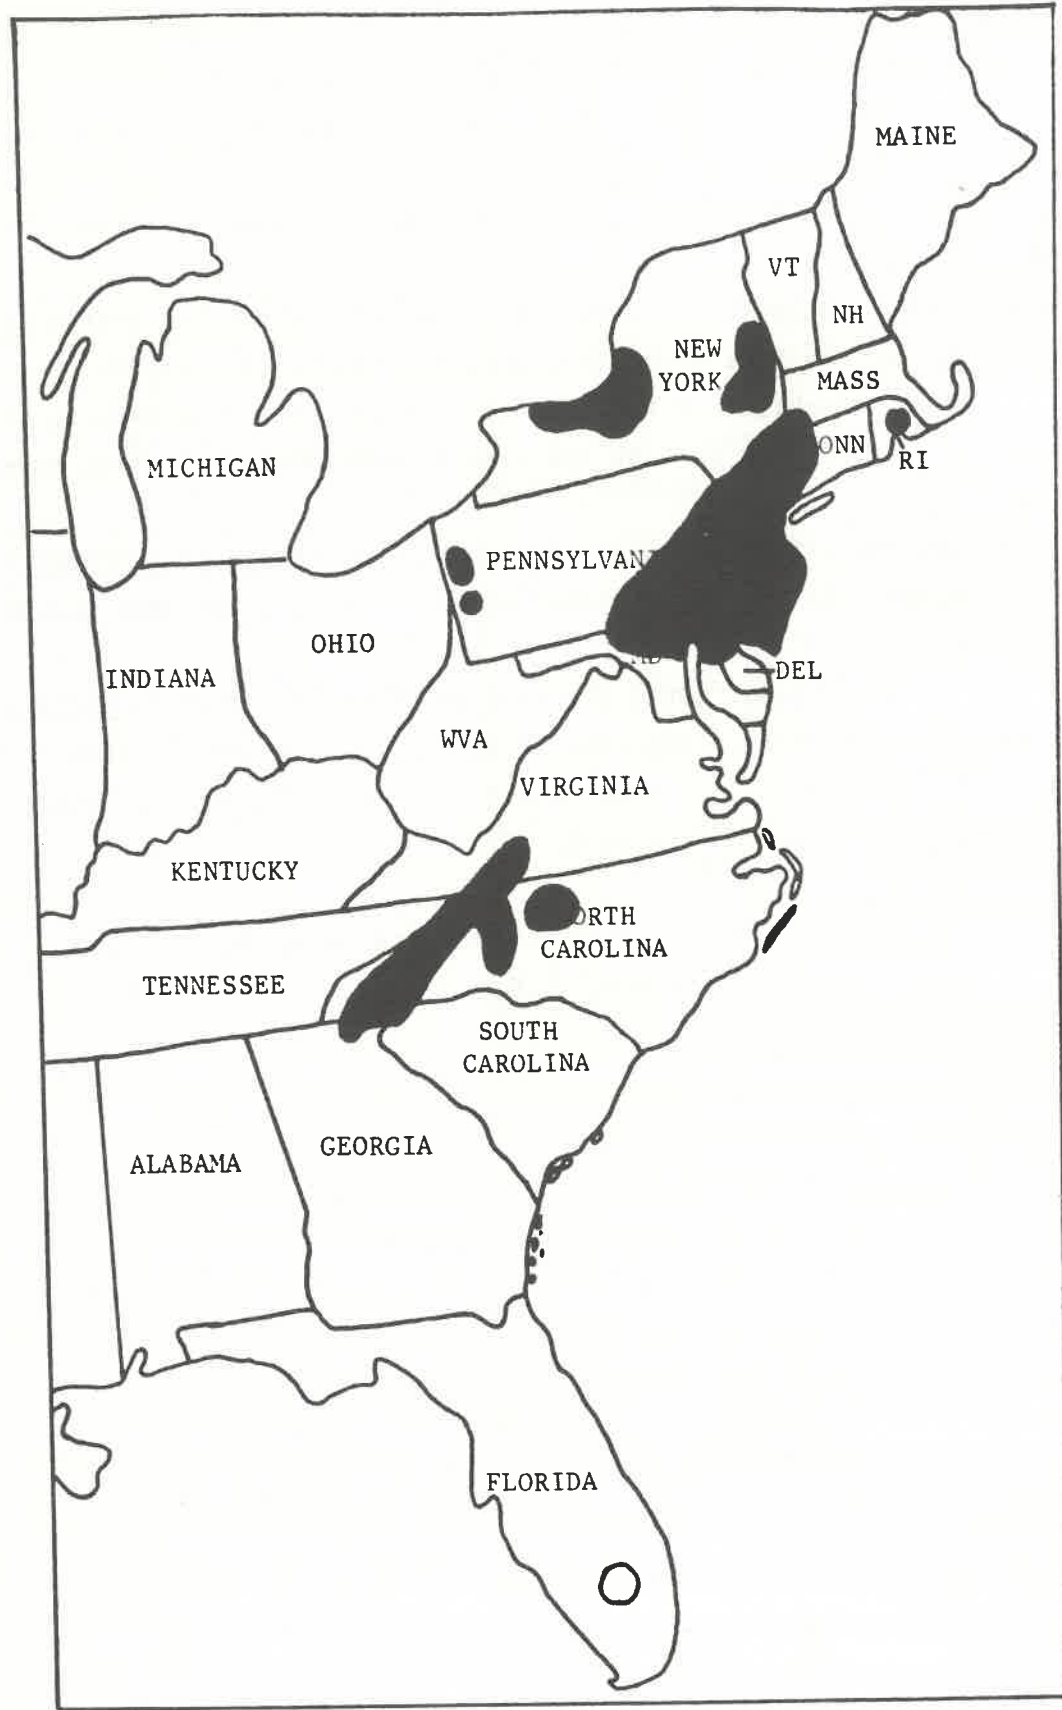 MAINE
VT
NH
NEW
YORK
MASS
ONN
RI
MICHIGAN
PENNSYLVAN
OHIO
INDIANA
MD
DEL
WVA
VIRGINIA
KENTUCKY
ORTH
CAROLINA
TENNESSEE
SOUTH
CAROLINA
GEORGIA
ALABAMA
FLORIDA